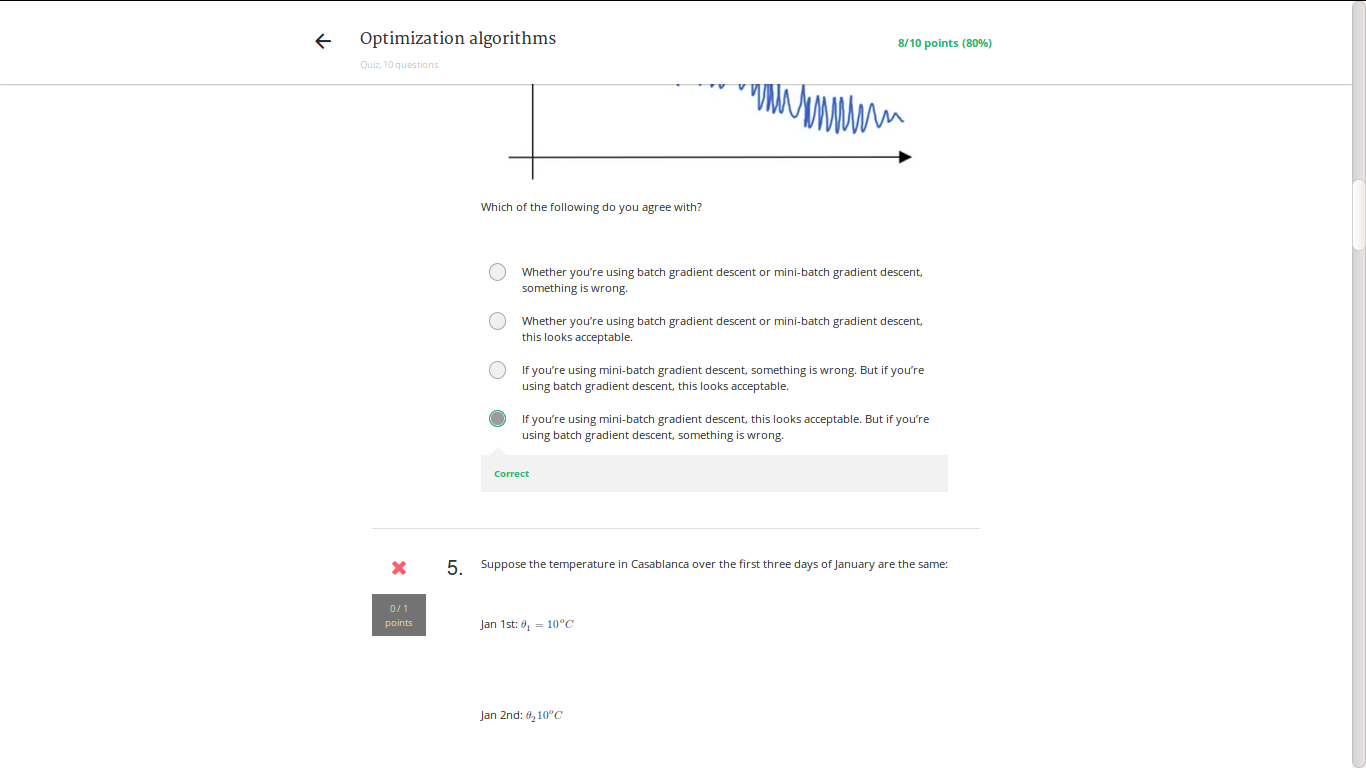 Optimization algorithms
8/10 points (80%)
Quiz, 10 questions
Which of the following do you agree with?
Whether you’re using batch gradient descent or mini-batch gradient descent,
something is wrong.
Whether you’re using batch gradient descent or mini-batch gradient descent,
this looks acceptable.
If you’re using mini-batch gradient descent, something is wrong. But if you’re
using batch gradient descent, this looks acceptable.
If you’re using mini-batch gradient descent, this looks acceptable. But if you’re
using batch gradient descent, something is wrong.
Correct
5. Suppose the temperature in Casablanca over the first three days of January are the same:
0 / 1
points
Jan 1st: θ₁ = 10°C
Jan 2nd: θ₂10°C